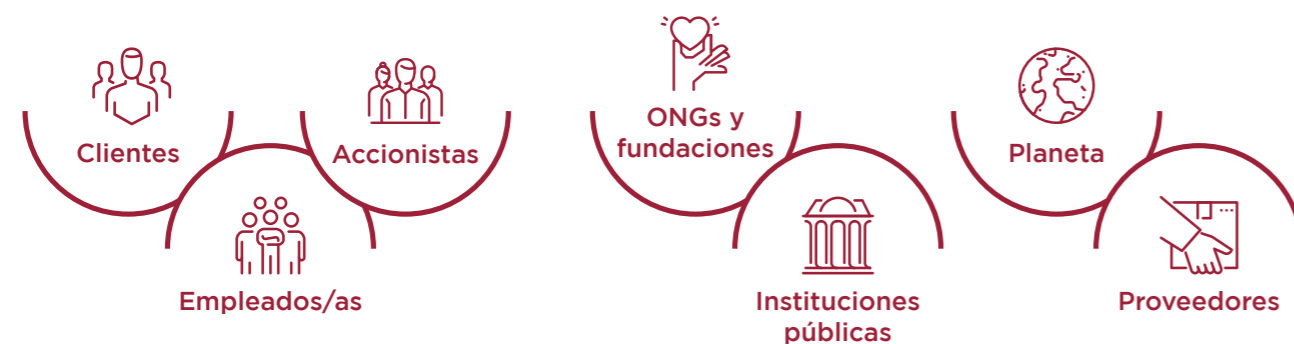 Clientes
Accionistas
Empleados/as
ONGs y
fundaciones
Instituciones
públicas
Planeta
Proveedores